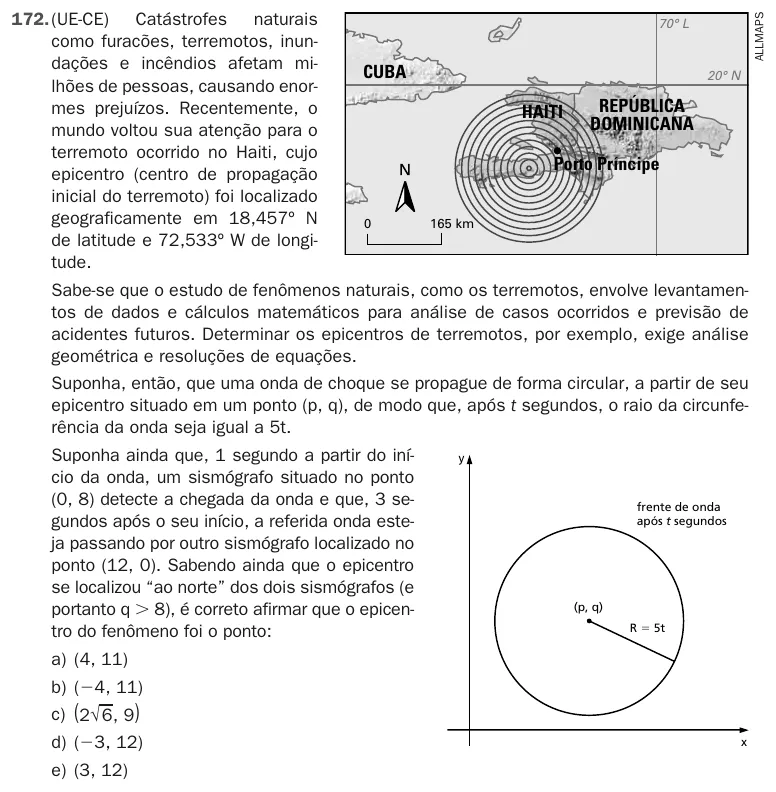 172. (UE-CE) Catástrofes naturais
como furacões, terremotos, inun-
dações e incêndios afetam mi-
lhões de pessoas, causando enor-
mes prejuízos. Recentemente, o
mundo voltou sua atenção para o
terremoto ocorrido no Haiti, cujo
epicentro (centro de propagação
inicial do terremoto) foi localizado
geograficamente em 18,457º N
de latitude e 72,533º W de longi-
tude.
70º L
ALLMAPS
CUBA
20º N
HAITI
REPÚBLICA
DOMINICANA
Porto Príncipe
N
0 165 km
Sabe-se que o estudo de fenômenos naturais, como os terremotos, envolve levantamen-
tos de dados e cálculos matemáticos para análise de casos ocorridos e previsão de
acidentes futuros. Determinar os epicentros de terremotos, por exemplo, exige análise
geométrica e resoluções de equações.
Suponha, então, que uma onda de choque se propague de forma circular, a partir de seu
epicentro situado em um ponto (p, q), de modo que, após t segundos, o raio da circunfe-
rência da onda seja igual a 5t.
Suponha ainda que, 1 segundo a partir do iní-
cio da onda, um sismógrafo situado no ponto
(0, 8) detecte a chegada da onda e que, 3 se-
gundos após o seu início, a referida onda este-
ja passando por outro sismógrafo localizado no
ponto (12, 0). Sabendo ainda que o epicentro
se localizou “ao norte” dos dois sismógrafos (e
portanto q > 8), é correto afirmar que o epicen-
tro do fenômeno foi o ponto:
a) (4, 11)
b) (−4, 11)
c) (2√6, 9)
d) (−3, 12)
e) (3, 12)
y
frente de onda
após t segundos
(p, q)
R = 5t
x